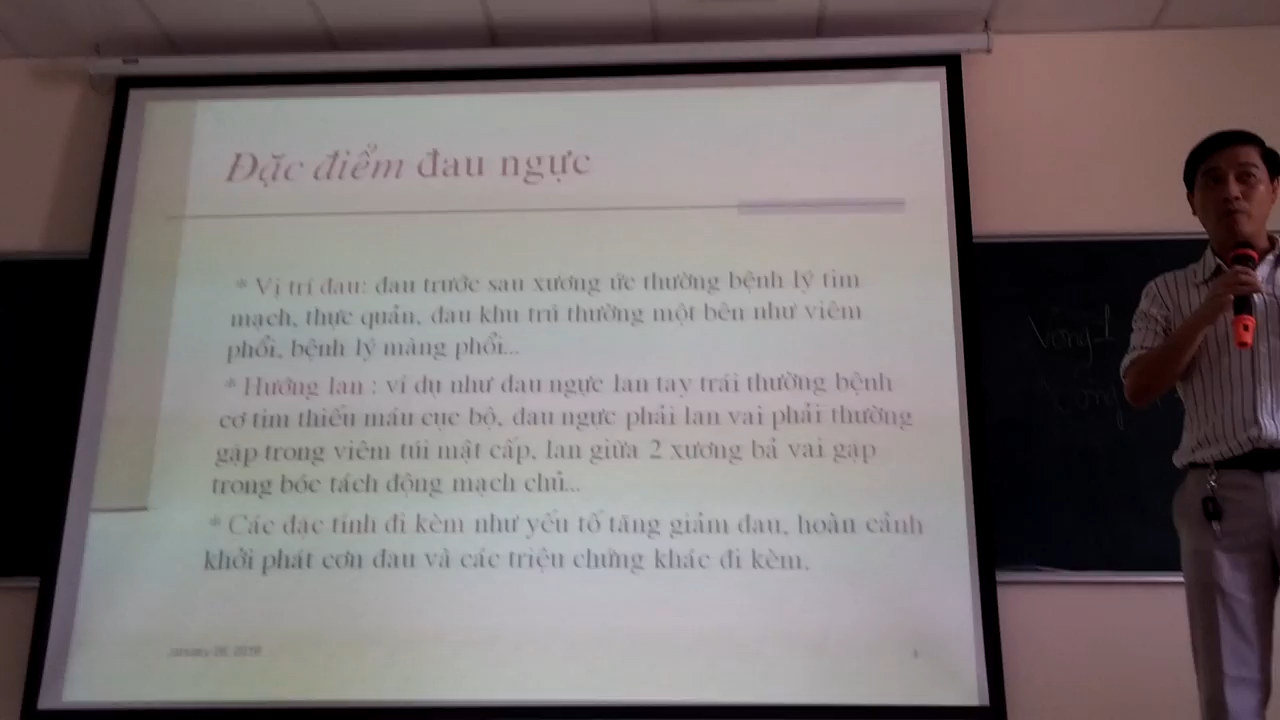 Đặc điểm đau ngực
* Vị trí đau: đau trước sau xương ức thường bệnh lý tim
mạch, thực quản, đau khu trú thường một bên như viêm
phổi, bệnh lý màng phổi...
* Hướng lan : ví dụ như đau ngực lan tay trái thường bệnh
cơ tim thiếu máu cục bộ, đau ngực phải lan vai phải thường
gặp trong viêm túi mật cấp, lan giữa 2 xương bả vai gặp
trong bóc tách động mạch chủ...
* Các đặc tính đi kèm như yếu tố tăng giảm đau, hoàn cảnh
khởi phát cơn đau và các triệu chứng khác đi kèm.
January 26, 2018